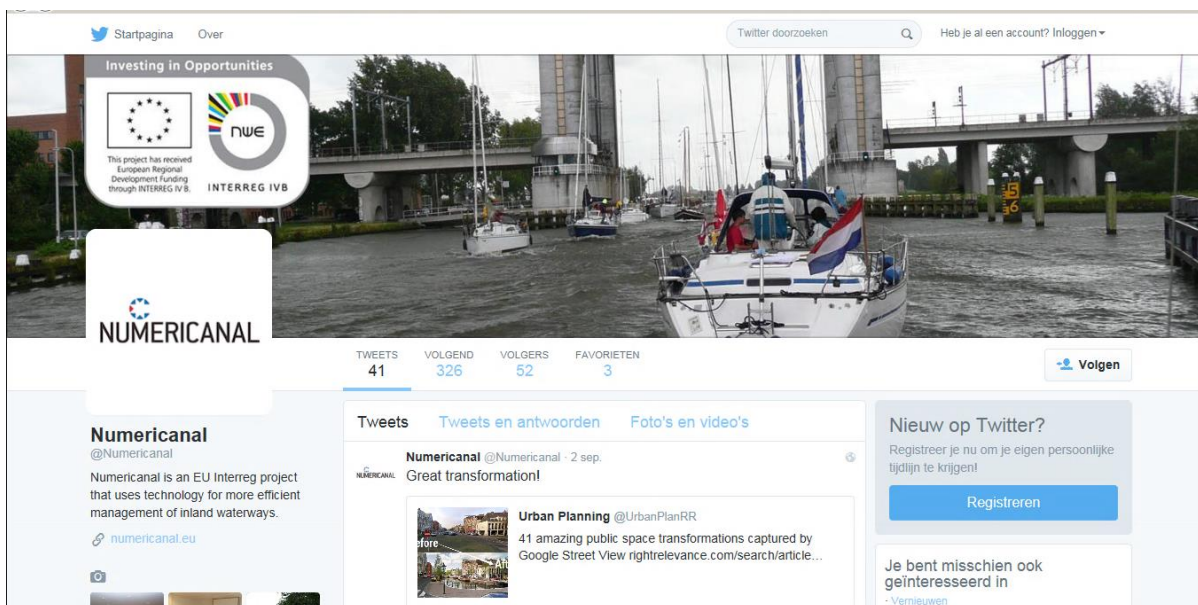 Startpagina Over Twitter doorzoeken Heb je al een account? Inloggen
Investing in Opportunities
This project has received
European Regional
Development Funding
through INTERREG IV B.
nwe
INTERREG IVB
5
6
NUMERICANAL
TWEETS VOLGEND VOLGERS FAVORIETEN
41 326 52 3
Volgen
Numericanal
@Numericanal
Numericanal is an EU Interreg project
that uses technology for more efficient
management of inland waterways.
numericanal.eu
Tweets Tweets en antwoorden Foto's en video's
Numericanal @Numericanal · 2 sep.
NUMERICANAL
Great transformation!
Urban Planning @UrbanPlanRR
41 amazing public space transformations captured by
Google Street View rightrelevance.com/search/article...
efore
Aft
Nieuw op Twitter?
Registreer je nu om je eigen persoonlijke
tijdlijn te krijgen!
Registreren
Je bent misschien ook
geïnteresseerd in
· Vernieuwen